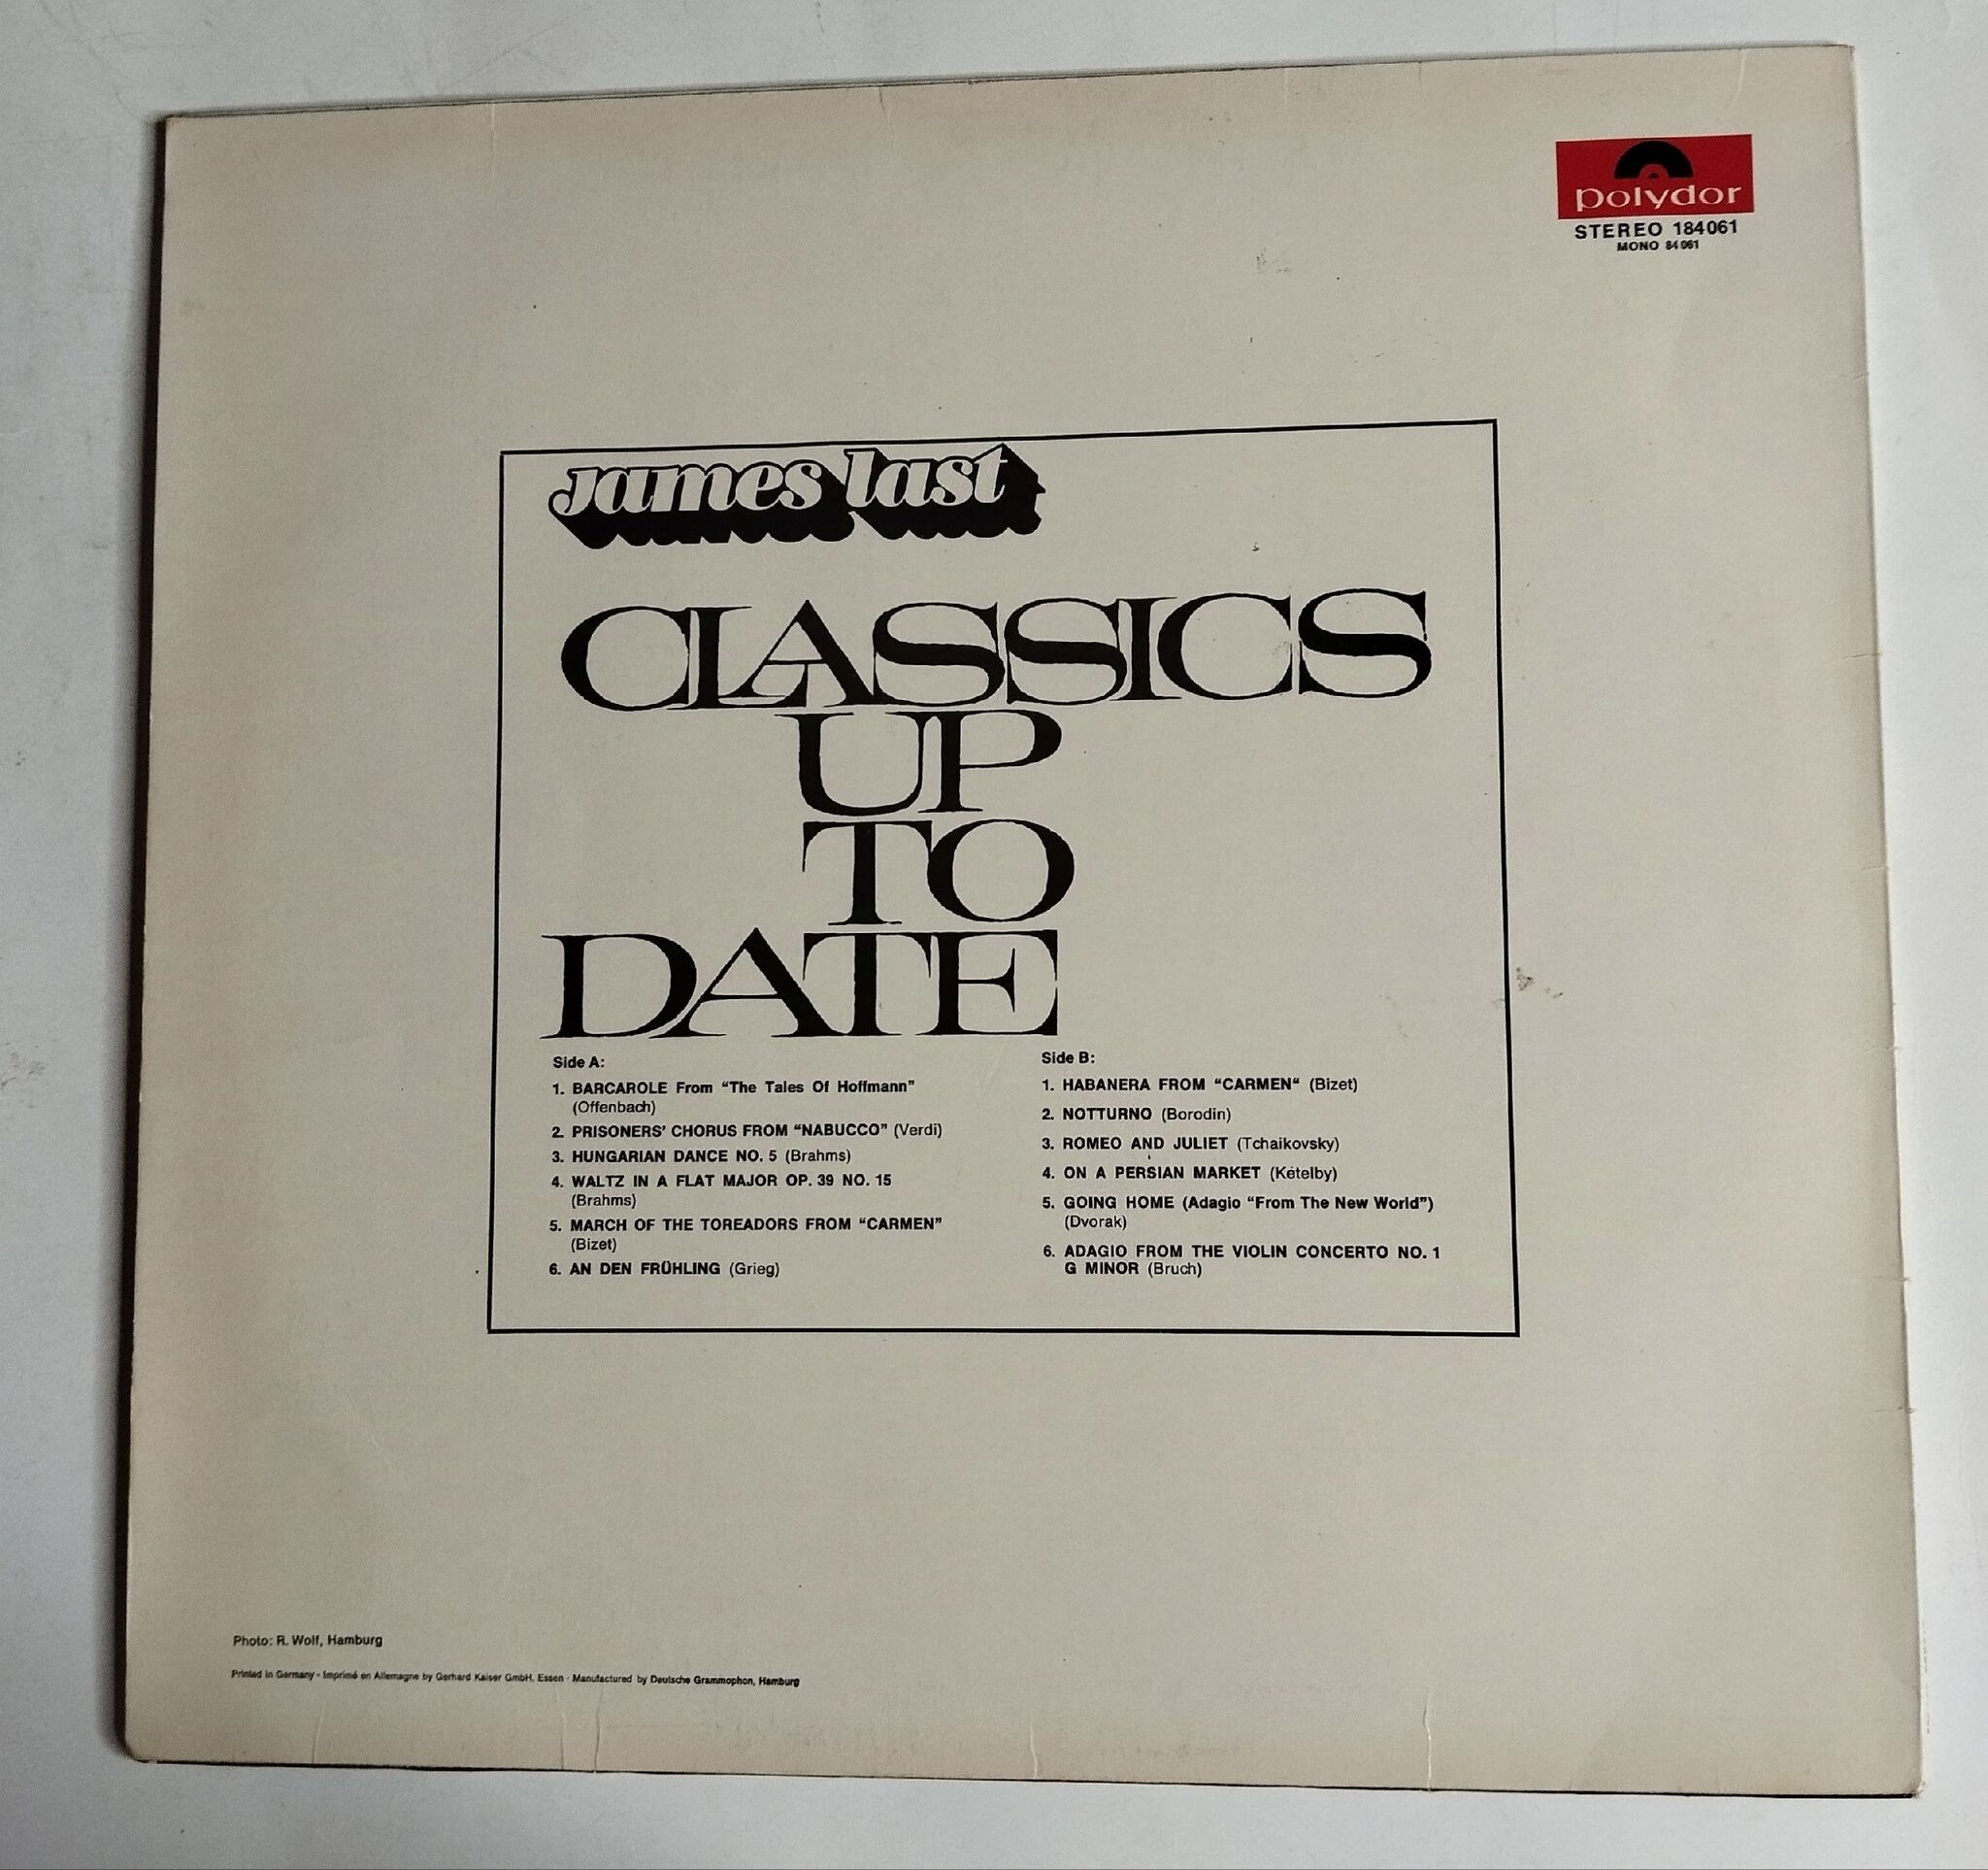 polydor
STEREO 184061
MONO 84061
James last
CLASSICS
UP
TO
DATE
Side A:
1. BARCAROLE From “The Tales Of Hoffmann”
(Offenbach)
2. PRISONERS’ CHORUS FROM “NABUCCO” (Verdi)
3. HUNGARIAN DANCE NO. 5 (Brahms)
4. WALTZ IN A FLAT MAJOR OP. 39 NO. 15
(Brahms)
5. MARCH OF THE TOREADORS FROM “CARMEN”
(Bizet)
6. AN DEN FRÜHLING (Grieg)
Side B:
1. HABANERA FROM “CARMEN“ (Bizet)
2. NOTTURNO (Borodin)
3. ROMEO AND JULIET (Tchaikovsky)
4. ON A PERSIAN MARKET (Kételby)
5. GOING HOME (Adagio “From The New World”)
(Dvorak)
6. ADAGIO FROM THE VIOLIN CONCERTO NO. 1
G MINOR (Bruch)
Photo: R. Wolf, Hamburg
Printed in Germany · Imprimé en Allemagne by Gerhard Kaiser GmbH, Essen · Manufactured by Deutsche Grammophon, Hamburg